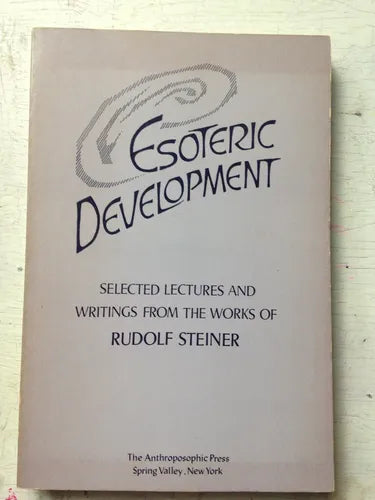 ESOTERIC
DEVELOPMENT
SELECTED LECTURES AND
WRITINGS FROM THE WORKS OF
RUDOLF STEINER
The Anthroposophic Press
Spring Valley, New York